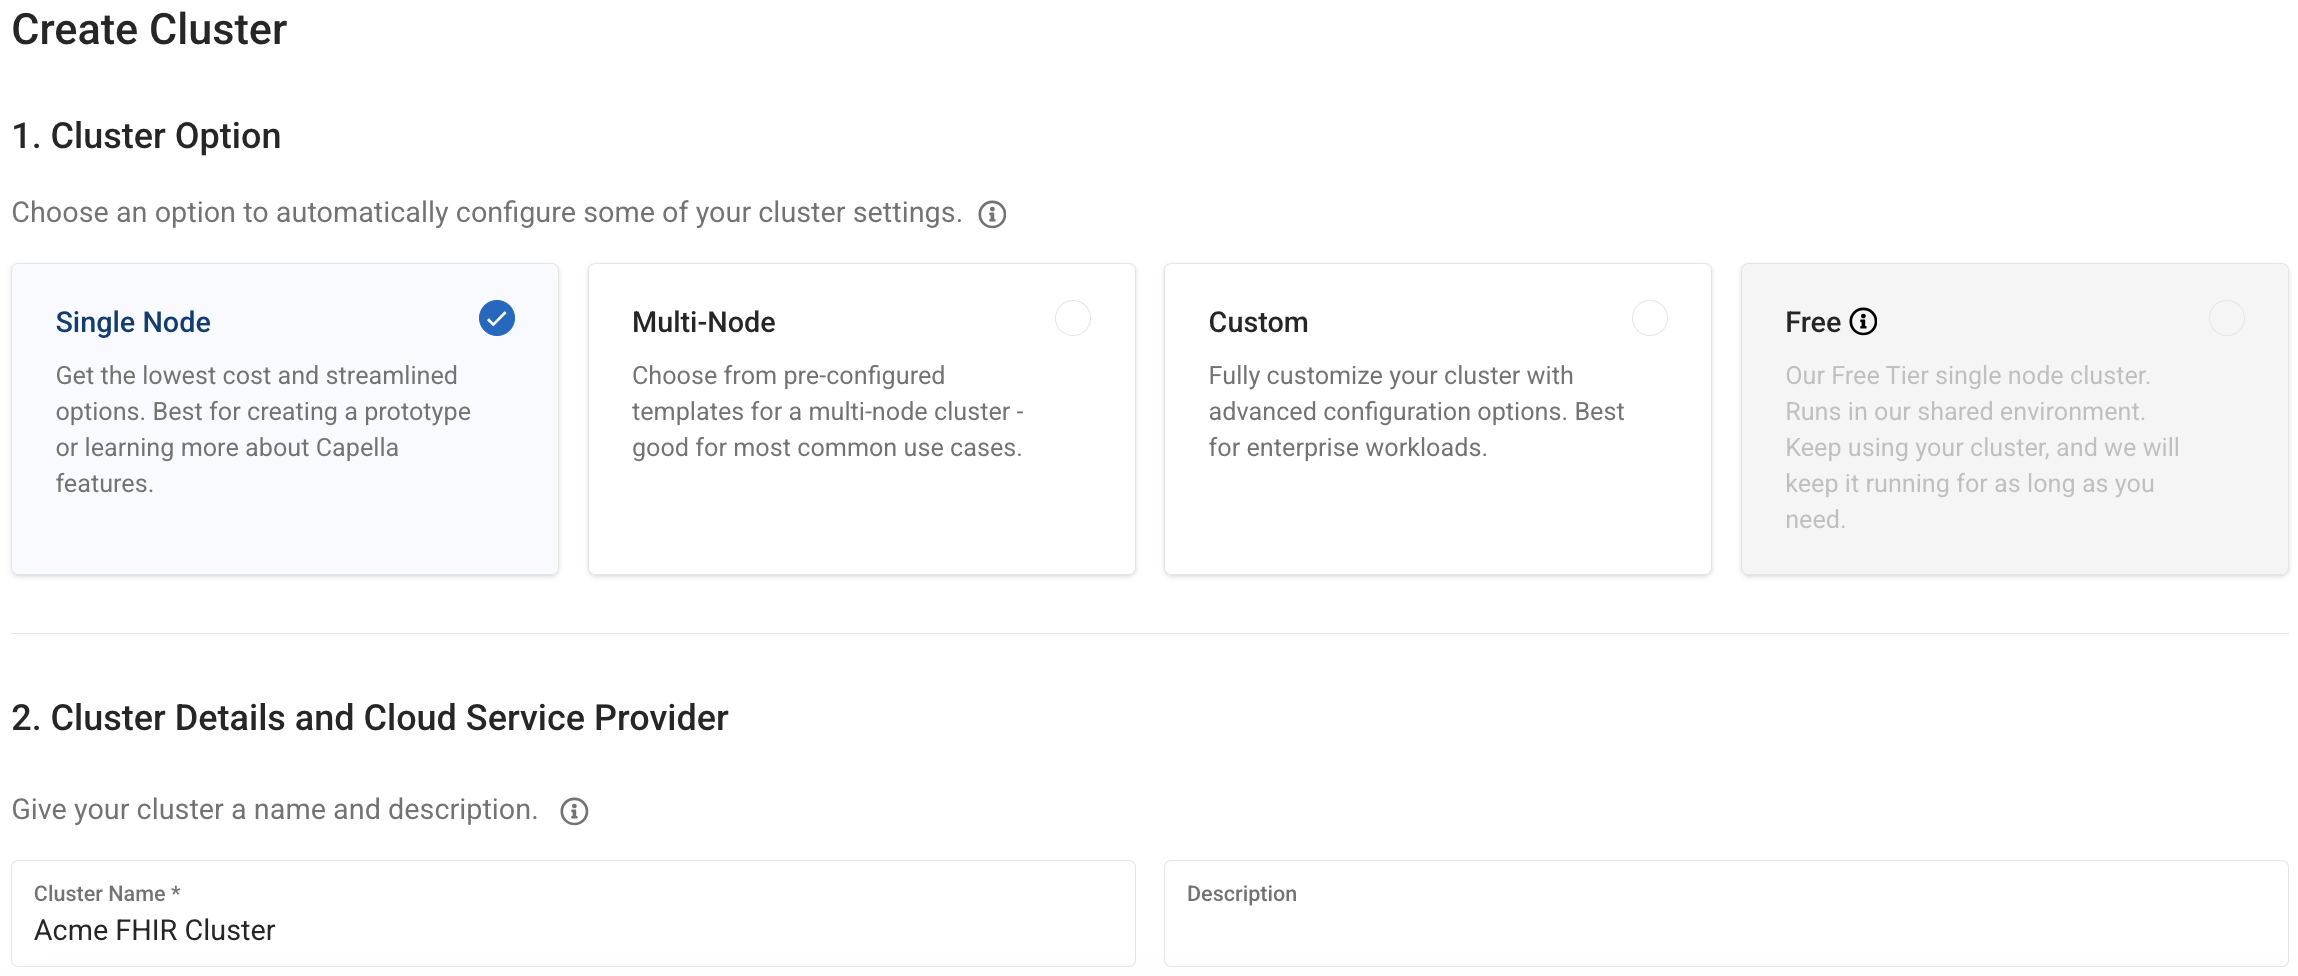 Create Cluster
1. Cluster Option
Choose an option to automatically configure some of your cluster settings.
Single Node
Get the lowest cost and streamlined
options. Best for creating a prototype
or learning more about Capella
features.
Multi-Node
Choose from pre-configured
templates for a multi-node cluster -
good for most common use cases.
Custom
Fully customize your cluster with
advanced configuration options. Best
for enterprise workloads.
Free
Our Free Tier single node cluster.
Runs in our shared environment.
Keep using your cluster, and we will
keep it running for as long as you
need.
2. Cluster Details and Cloud Service Provider
Give your cluster a name and description.
Cluster Name *
Acme FHIR Cluster
Description